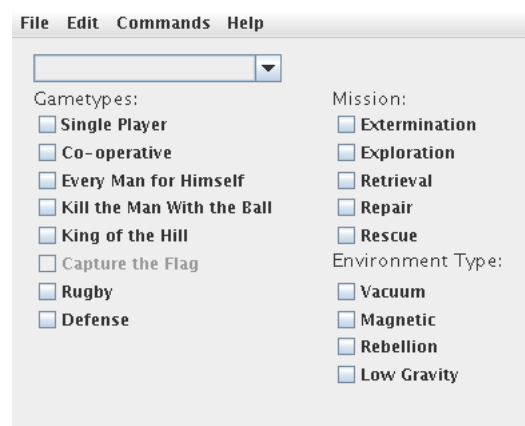 File Edit Commands Help
Gametypes:
Single Player
Co-operative
Every Man for Himself
Kill the Man With the Ball
King of the Hill
Capture the Flag
Rugby
Defense
Mission:
Extermination
Exploration
Retrieval
Repair
Rescue
Environment Type:
Vacuum
Magnetic
Rebellion
Low Gravity